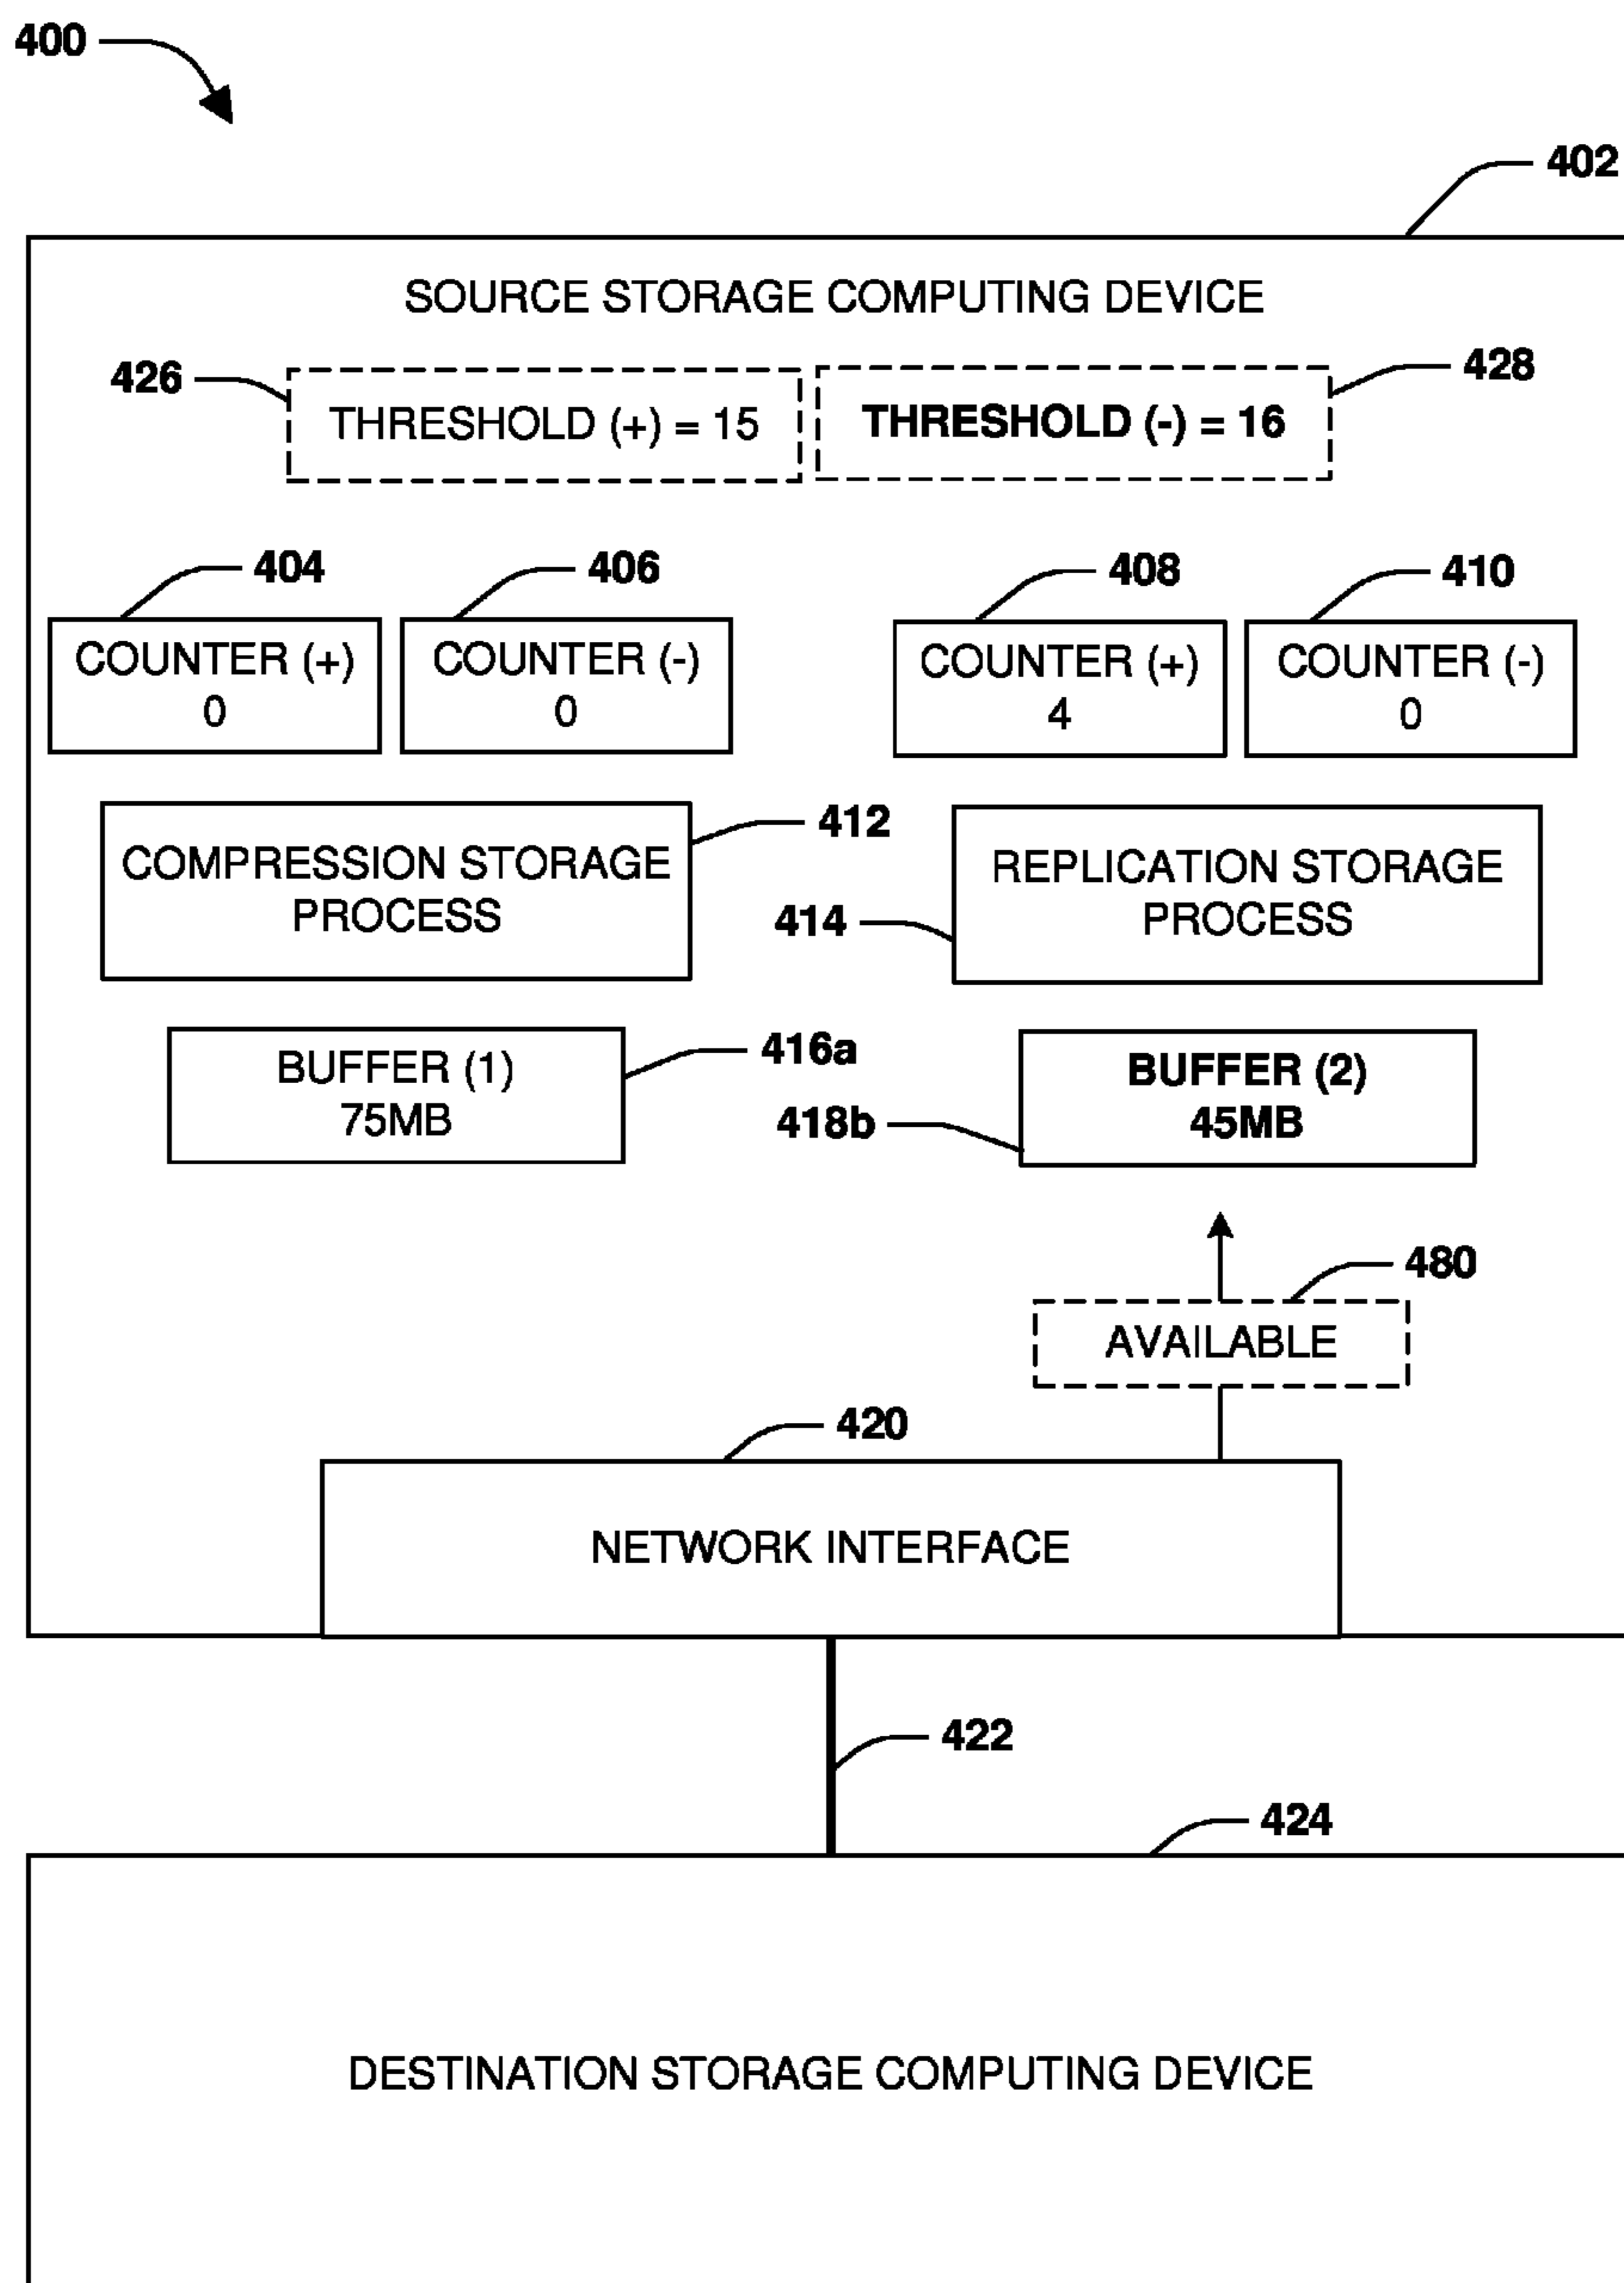 400
402
SOURCE STORAGE COMPUTING DEVICE
426
THRESHOLD (+) = 15
THRESHOLD (-) = 16
428
404
406
408
410
COUNTER (+)
0
COUNTER (-)
0
COUNTER (+)
4
COUNTER (-)
0
COMPRESSION STORAGE
PROCESS
412
414
REPLICATION STORAGE
PROCESS
BUFFER (1)
75MB
416a
418b
BUFFER (2)
45MB
480
AVAILABLE
420
NETWORK INTERFACE
422
424
DESTINATION STORAGE COMPUTING DEVICE